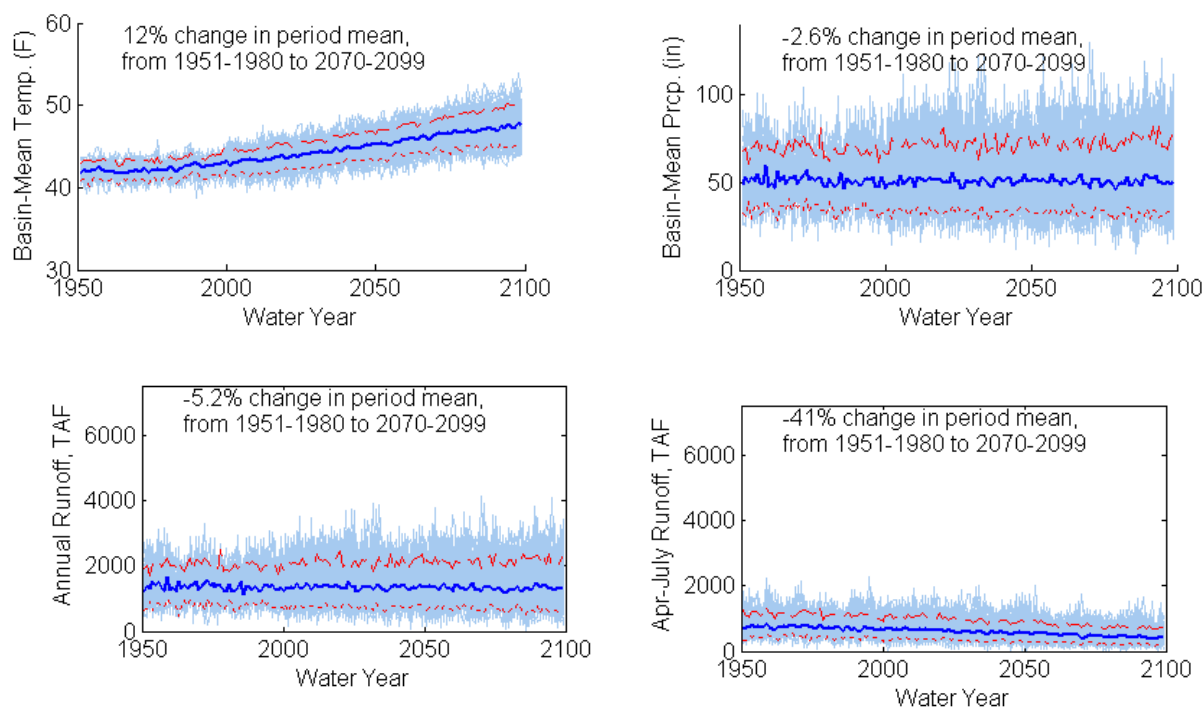 12% change in period mean,
from 1951-1980 to 2070-2099
Basin-Mean Temp. (F)
60
50
40
30
1950
2000
2050
2100
Water Year
-2.6% change in period mean,
from 1951-1980 to 2070-2099
Basin-Mean Prcp. (in)
100
50
0
1950
2000
2050
2100
Water Year
-5.2% change in period mean,
from 1951-1980 to 2070-2099
Annual Runoff, TAF
6000
4000
2000
0
1950
2000
2050
2100
Water Year
-41% change in period mean,
from 1951-1980 to 2070-2099
Apr-July Runoff, TAF
6000
4000
2000
0
1950
2000
2050
2100
Water Year